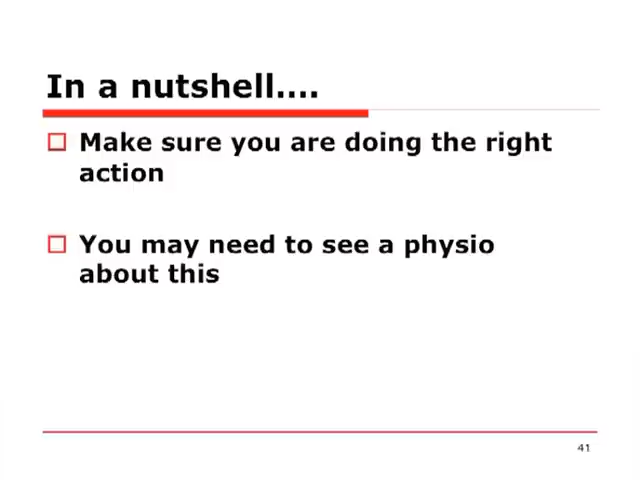 In a nutshell....
Make sure you are doing the right
action
You may need to see a physio
about this
41